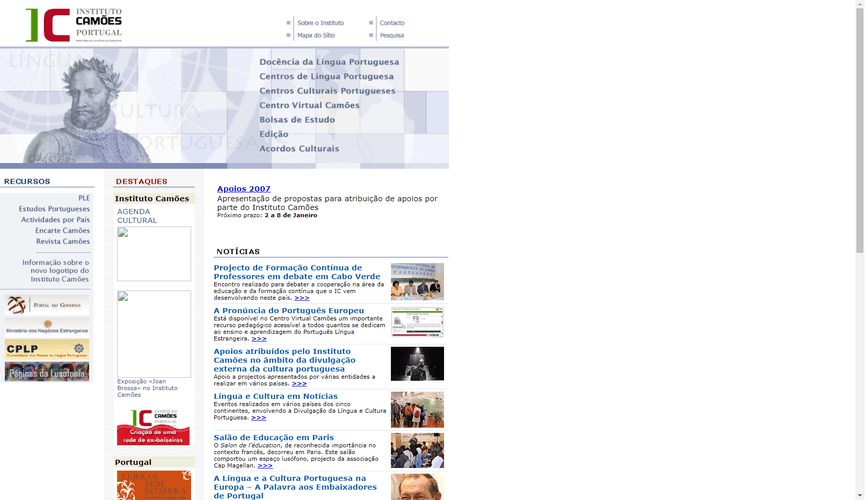 INSTITUTO
CAMÕES
PORTUGAL
Sobre o Instituto
Contacto
Mapa do Sítio
Pesquisa
LÍNGUA
CULTURA
PORTUGUESA
Docência da Língua Portuguesa
Centros de Língua Portuguesa
Centros Culturais Portugueses
Centro Virtual Camões
Bolsas de Estudo
Edição
Acordos Culturais
RECURSOS
PLE
Estudos Portugueses
Actividades por País
Encarte Camões
Revista Camões
Informação sobre o
novo logotipo do
Instituto Camões
PORTAL DO GOVERNO
Ministério dos Negócios Estrangeiros
CPLP
Comunidade dos Países de Língua Portuguesa
Páginas da Lusofonia
DESTAQUES
Instituto Camões
AGENDA
CULTURAL
Exposição «Joan
Brossa» no Instituto
Camões
INSTITUTO
CAMÕES
PORTUGAL
Criação de uma
rede de ex-bolseiros
Portugal
TERRAS
SEM
SOMBRA
Apoios 2007
Apresentação de propostas para atribuição de apoios por
parte do Instituto Camões
Próximo prazo: 2 a 8 de Janeiro
NOTÍCIAS
Projecto de Formação Contínua de
Professores em debate em Cabo Verde
Encontro realizado para debater a cooperação na área da
educação e da formação contínua que o IC vem
desenvolvendo neste país. >>>
A Pronúncia do Português Europeu
Está disponível no Centro Virtual Camões um importante
recurso pedagógico acessível a todos quantos se dedicam
ao ensino e aprendizagem do Português Língua
Estrangeira. >>>
Apoios atribuídos pelo Instituto
Camões no âmbito da divulgação
externa da cultura portuguesa
Apoio a projectos apresentados por várias entidades a
realizar em vários países. >>>
Língua e Cultura em Notícias
Eventos realizados em vários países dos cinco
continentes, envolvendo a Divulgação da Língua e Cultura
Portuguesa. >>>
Salão de Educação em Paris
O Salon de l'éducation, de reconhecida importância no
contexto francês, decorreu em Paris. Este salão
comportou um espaço lusófono, projecto da associação
Cap Magellan. >>>
A Língua e a Cultura Portuguesa na
Europa – A Palavra aos Embaixadores
de Portugal